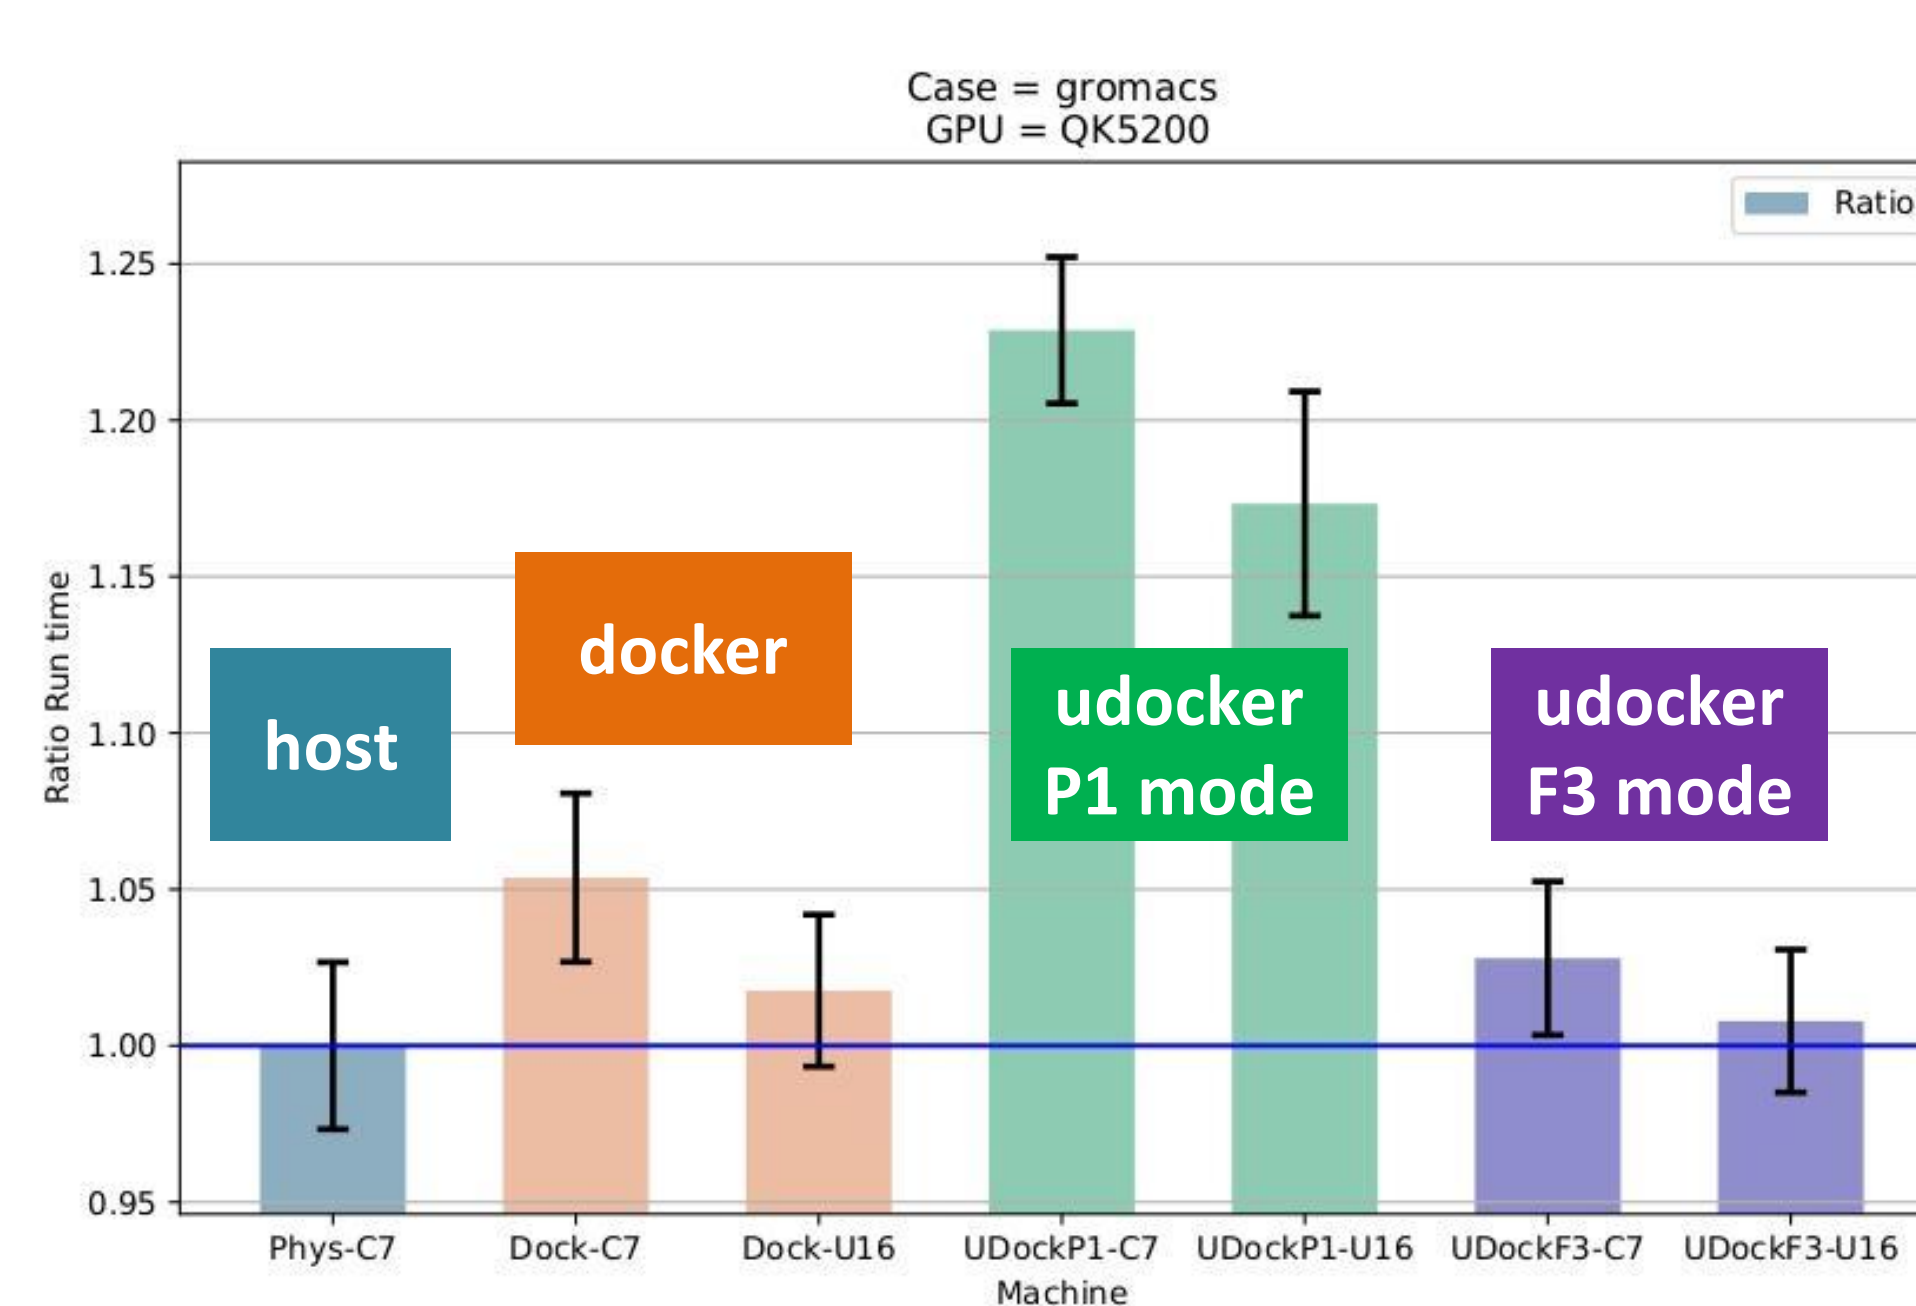 Case = gromacs
GPU = QK5200
Ratio
1.25
1.20
1.15
1.10
1.05
1.00
0.95
Ratio Run time
host
docker
udocker
P1 mode
udocker
F3 mode
Phys-C7 Dock-C7 Dock-U16 UDockP1-C7 UDockP1-U16 UDockF3-C7 UDockF3-U16
Machine